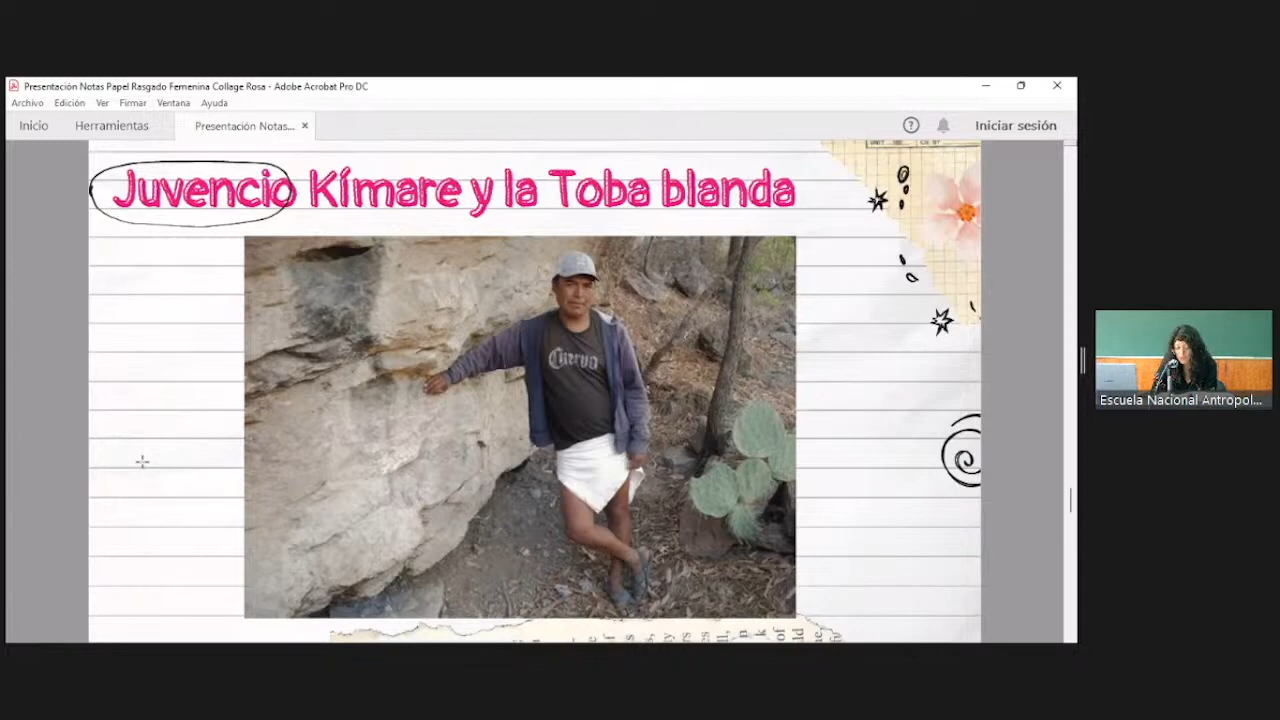 Presentación Notas Papel Rasgado Femenina Collage Rosa - Adobe Acrobat Pro DC
Archivo Edición Ver Firmar Ventana Ayuda
Inicio Herramientas Presentación Notas... Iniciar sesión
Juvencio Kímare y la Toba blanda
Cuervo
Escuela Nacional Antropol...